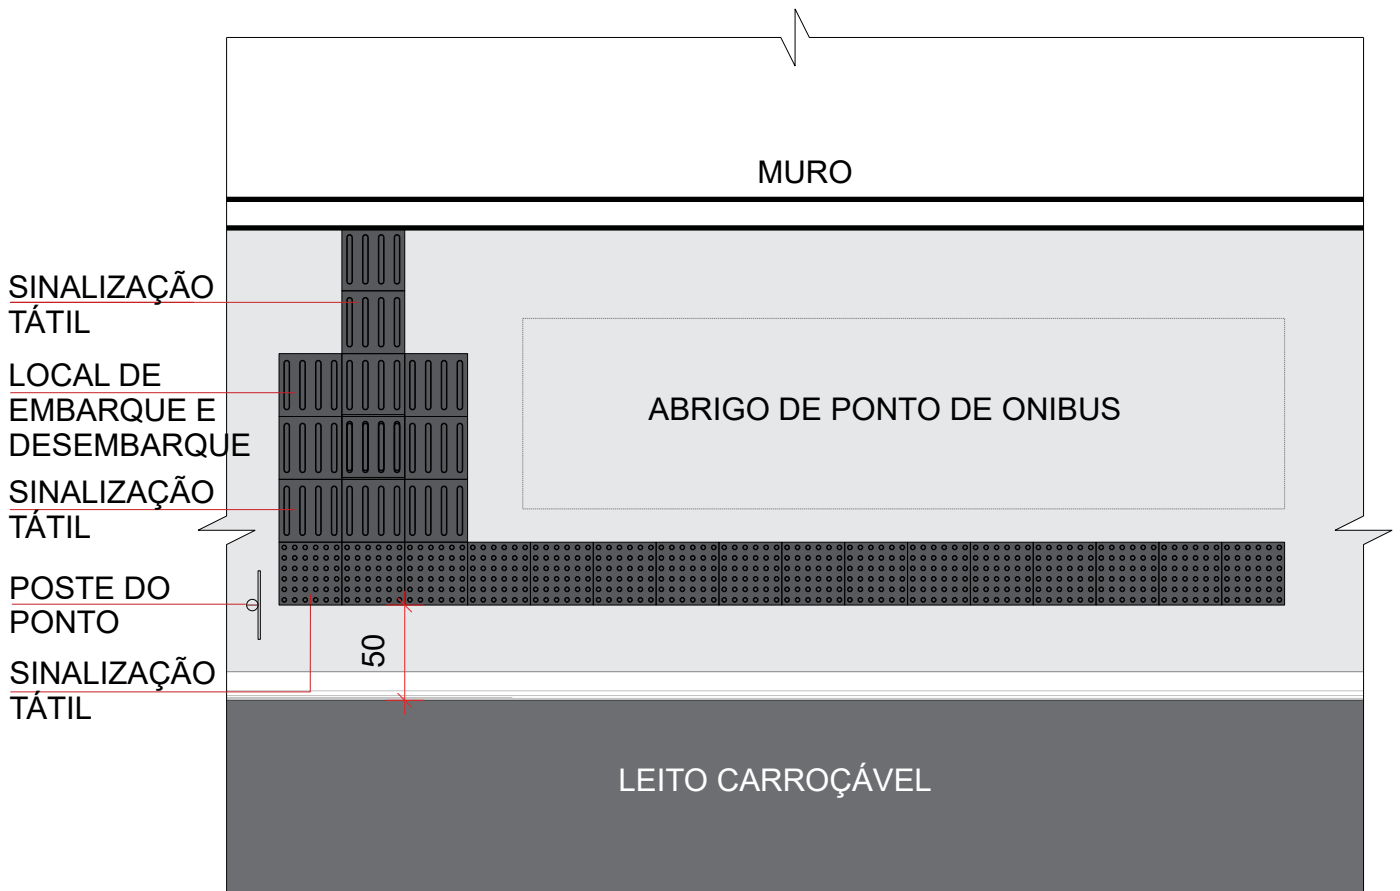 MURO
SINALIZAÇÃO
TÁTIL
LOCAL DE
EMBARQUE E
DESEMBARQUE
ABRIGO DE PONTO DE ONIBUS
SINALIZAÇÃO
TÁTIL
POSTE DO
PONTO
50
SINALIZAÇÃO
TÁTIL
LEITO CARROÇÁVEL